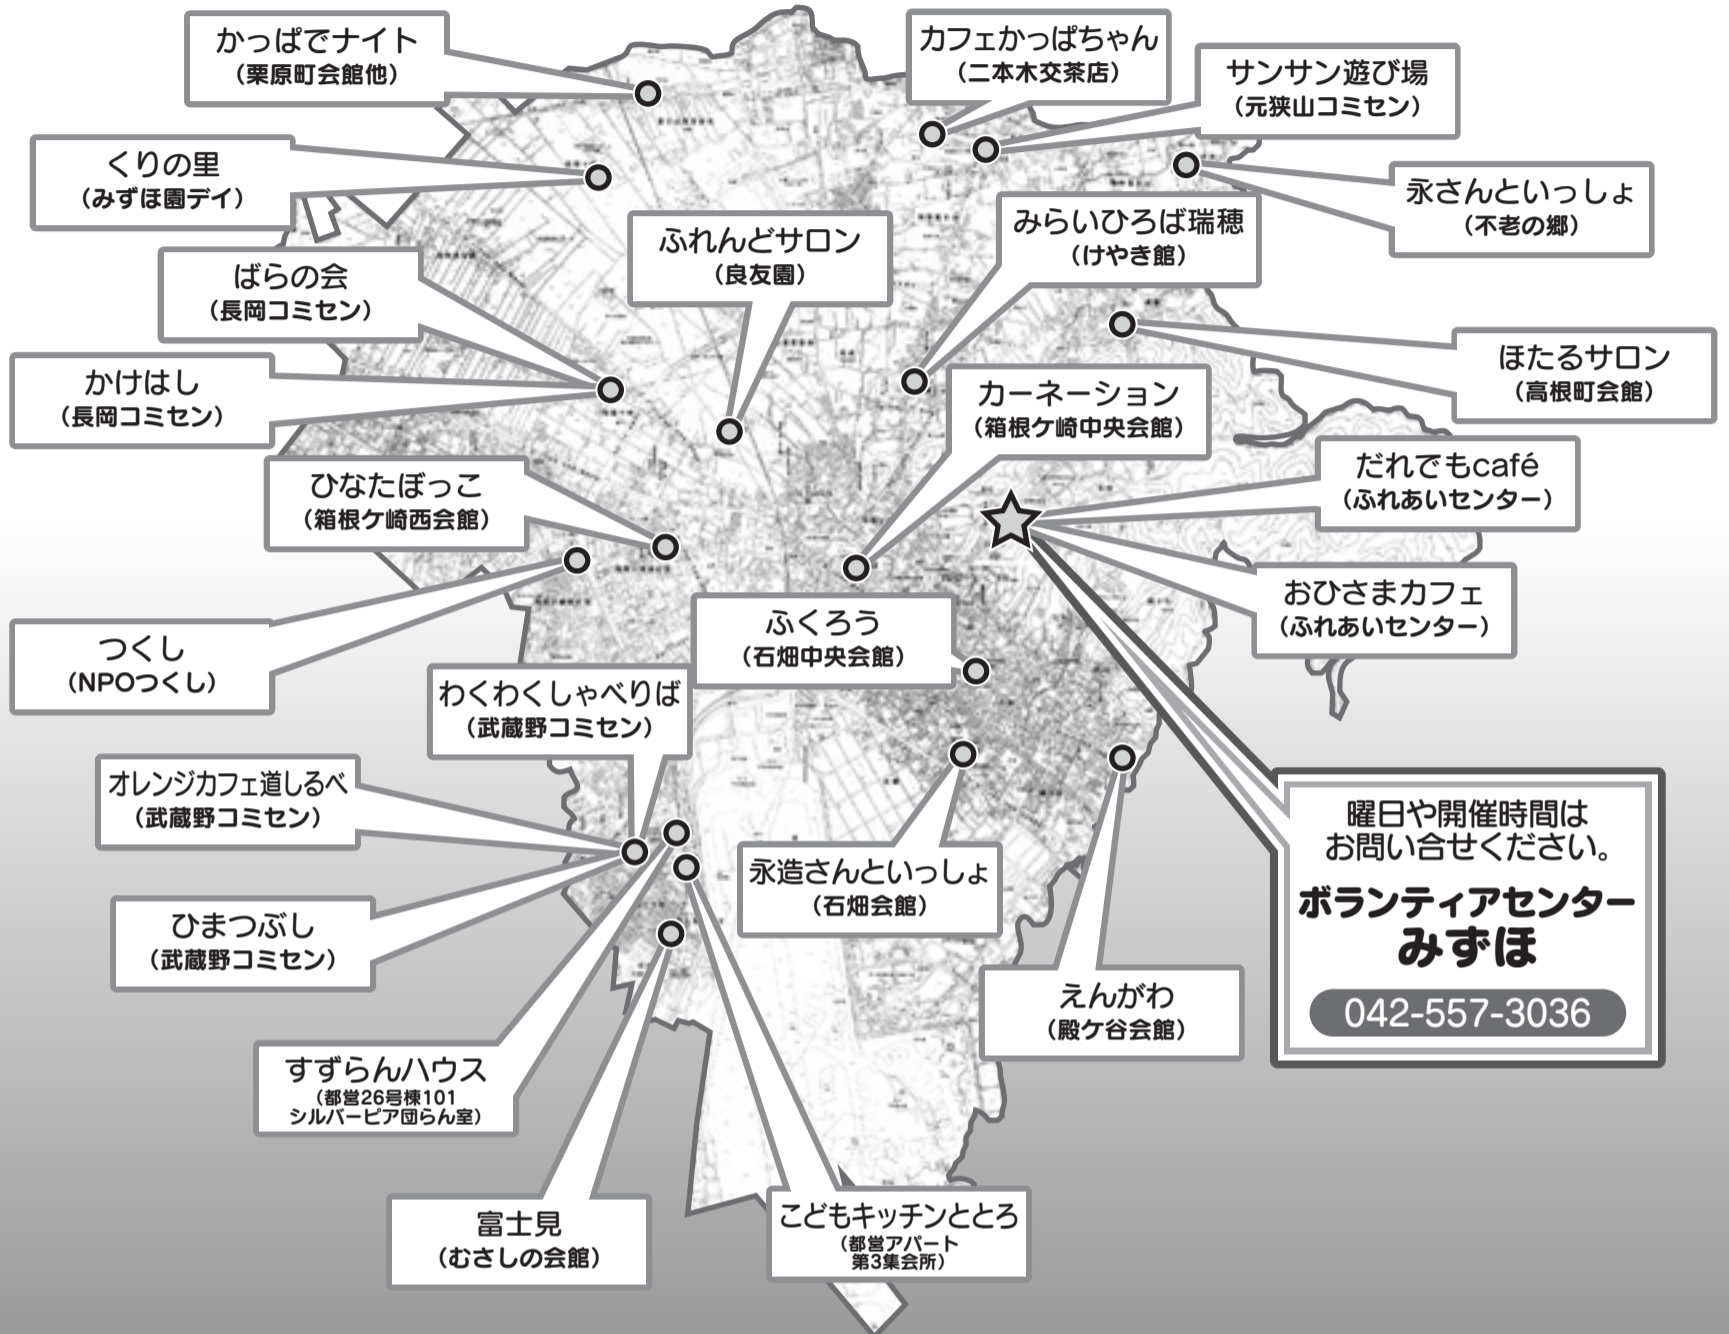 かっぱでナイト
（栗原町会館他）
カフェかっぱちゃん
（二本木交茶店）
サンサン遊び場
（元狭山コミセン）
くりの里
（みずほ園デイ）
永さんといっしょ
（不老の郷）
みらいひろば瑞穂
（けやき館）
ふれんどサロン
（良友園）
ばらの会
（長岡コミセン）
ほたるサロン
（高根町会館）
かけはし
（長岡コミセン）
カーネーション
（箱根ケ崎中央会館）
だれでもcafé
（ふれあいセンター）
ひなたぼっこ
（箱根ケ崎西会館）
おひさまカフェ
（ふれあいセンター）
ふくろう
（石畑中央会館）
つくし
（NPOつくし）
わくわくしゃべりば
（武蔵野コミセン）
オレンジカフェ道しるべ
（武蔵野コミセン）
曜日や開催時間は
お問い合せください。
ボランティアセンター
みずほ
042-557-3036
永造さんといっしょ
（石畑会館）
ひまつぶし
（武蔵野コミセン）
えんがわ
（殿ケ谷会館）
すずらんハウス
（都営26号棟101
シルバーピア団らん室）
富士見
（むさしの会館）
こどもキッチンととろ
（都営アパート
第3集会所）